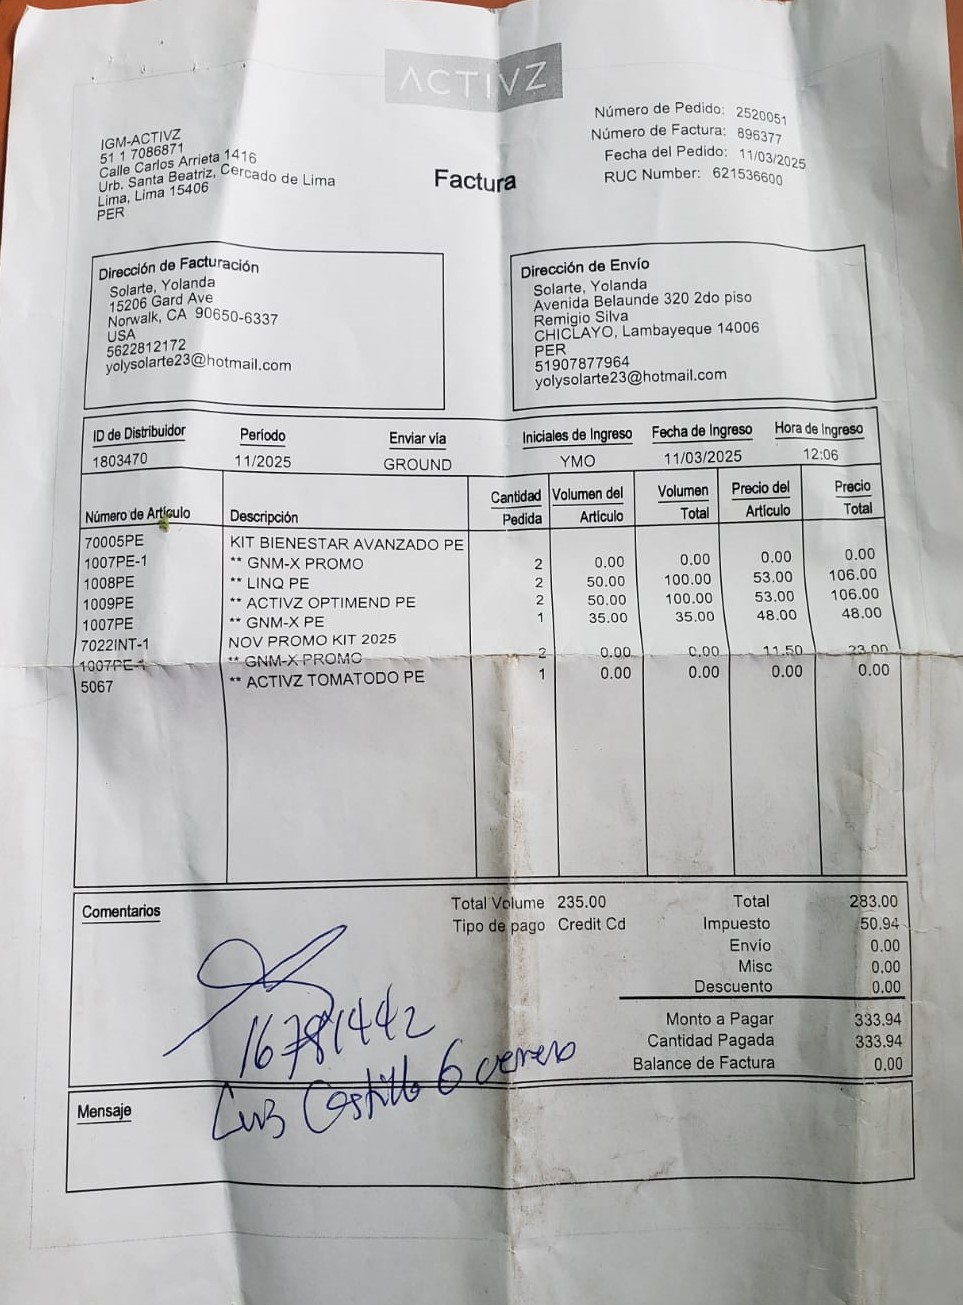 ACTIVZ
IGM-ACTIVZ
51 1 7086871
Calle Carlos Arrieta 1416
Urb. Santa Beatriz, Cercado de Lima
Lima, Lima 15406
PER
Factura
Número de Pedido: 2520051
Número de Factura: 896377
Fecha del Pedido: 11/03/2025
RUC Number: 621536600
Dirección de Facturación
Solarte, Yolanda
15206 Gard Ave
Norwalk, CA 90650-6337
USA
5622812172
yolysolarte23@hotmail.com
Dirección de Envío
Solarte, Yolanda
Avenida Belaunde 320 2do piso
Remigio Silva
CHICLAYO, Lambayeque 14006
PER
51907877964
yolysolarte23@hotmail.com
ID de Distribuidor Período Enviar vía Iniciales de Ingreso Fecha de Ingreso Hora de Ingreso
1803470 11/2025 GROUND YMO 11/03/2025 12:06
Número de Artículo Descripción Cantidad Pedida Volumen del Articulo Volumen Total Precio del Artículo Precio Total
70005PE KIT BIENESTAR AVANZADO PE
1007PE-1 ** GNM-X PROMO 2 0.00 0.00 0.00 0.00
1008PE ** LINQ PE 2 50.00 100.00 53.00 106.00
1009PE ** ACTIVZ OPTIMEND PE 2 50.00 100.00 53.00 106.00
1007PE ** GNM-X PE 1 35.00 35.00 48.00 48.00
7022INT-1 NOV PROMO KIT 2025
1007PE-1 ** GNM-X PROMO 2 0.00 0.00 11.50 23.00
5067 ** ACTIVZ TOMATODO PE 1 0.00 0.00 0.00 0.00
Comentarios
Total Volume 235.00
Tipo de pago Credit Cd
Total 283.00
Impuesto 50.94
Envío 0.00
Misc 0.00
Descuento 0.00
Monto a Pagar 333.94
Cantidad Pagada 333.94
Balance de Factura 0.00
16781442
Luis Castillo Guerrero
Mensaje